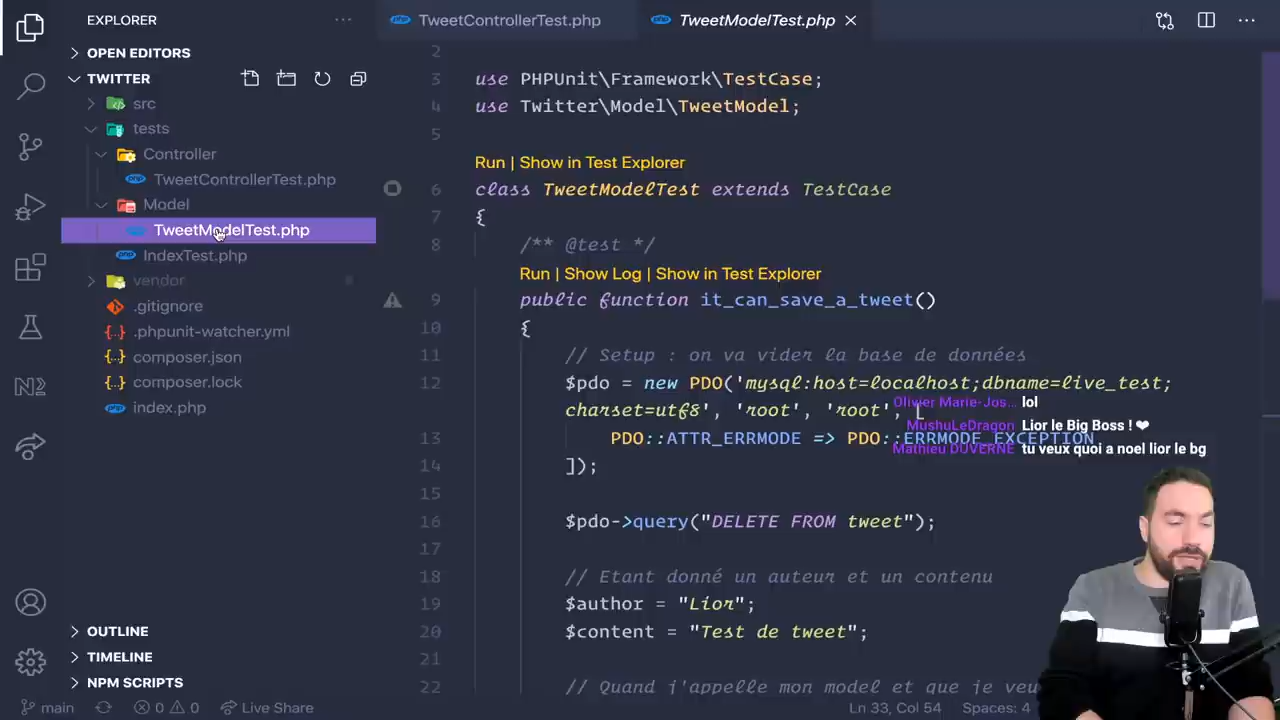 EXPLORER
OPEN EDITORS
TWITTER
src
tests
Controller
TweetControllerTest.php
Model
TweetModelTest.php
IndexTest.php
vendor
.gitignore
.phpunit-watcher.yml
composer.json
composer.lock
index.php
OUTLINE
TIMELINE
NPM SCRIPTS
TweetControllerTest.php
TweetModelTest.php
2
3 use PHPUnit\Framework\TestCase;
4 use Twitter\Model\TweetModel;
5
Run | Show in Test Explorer
6 class TweetModelTest extends TestCase
7 {
8 /** @test */
Run | Show Log | Show in Test Explorer
9 public function it_can_save_a_tweet()
10 {
11 // Setup : on va vider la base de données
12 $pdo = new PDO('mysql:host=localhost;dbname=live_test;
charset=utf8', 'root', 'root', [
13 PDO::ATTR_ERRMODE => PDO::ERRMODE_EXCEPTION
14 ]);
15
16 $pdo->query("DELETE FROM tweet");
17
18 // Etant donné un auteur et un contenu
19 $author = "Lior";
20 $content = "Test de tweet";
21
22 // Quand j'appelle mon model et que je veu
Olivier Marie-Jos... lol
MushuLeDragon Lior le Big Boss ! ❤
Mathieu DUVERNE tu veux quoi a noel lior le bg
main 0 0 Live Share Ln 33, Col 54 Spaces: 4